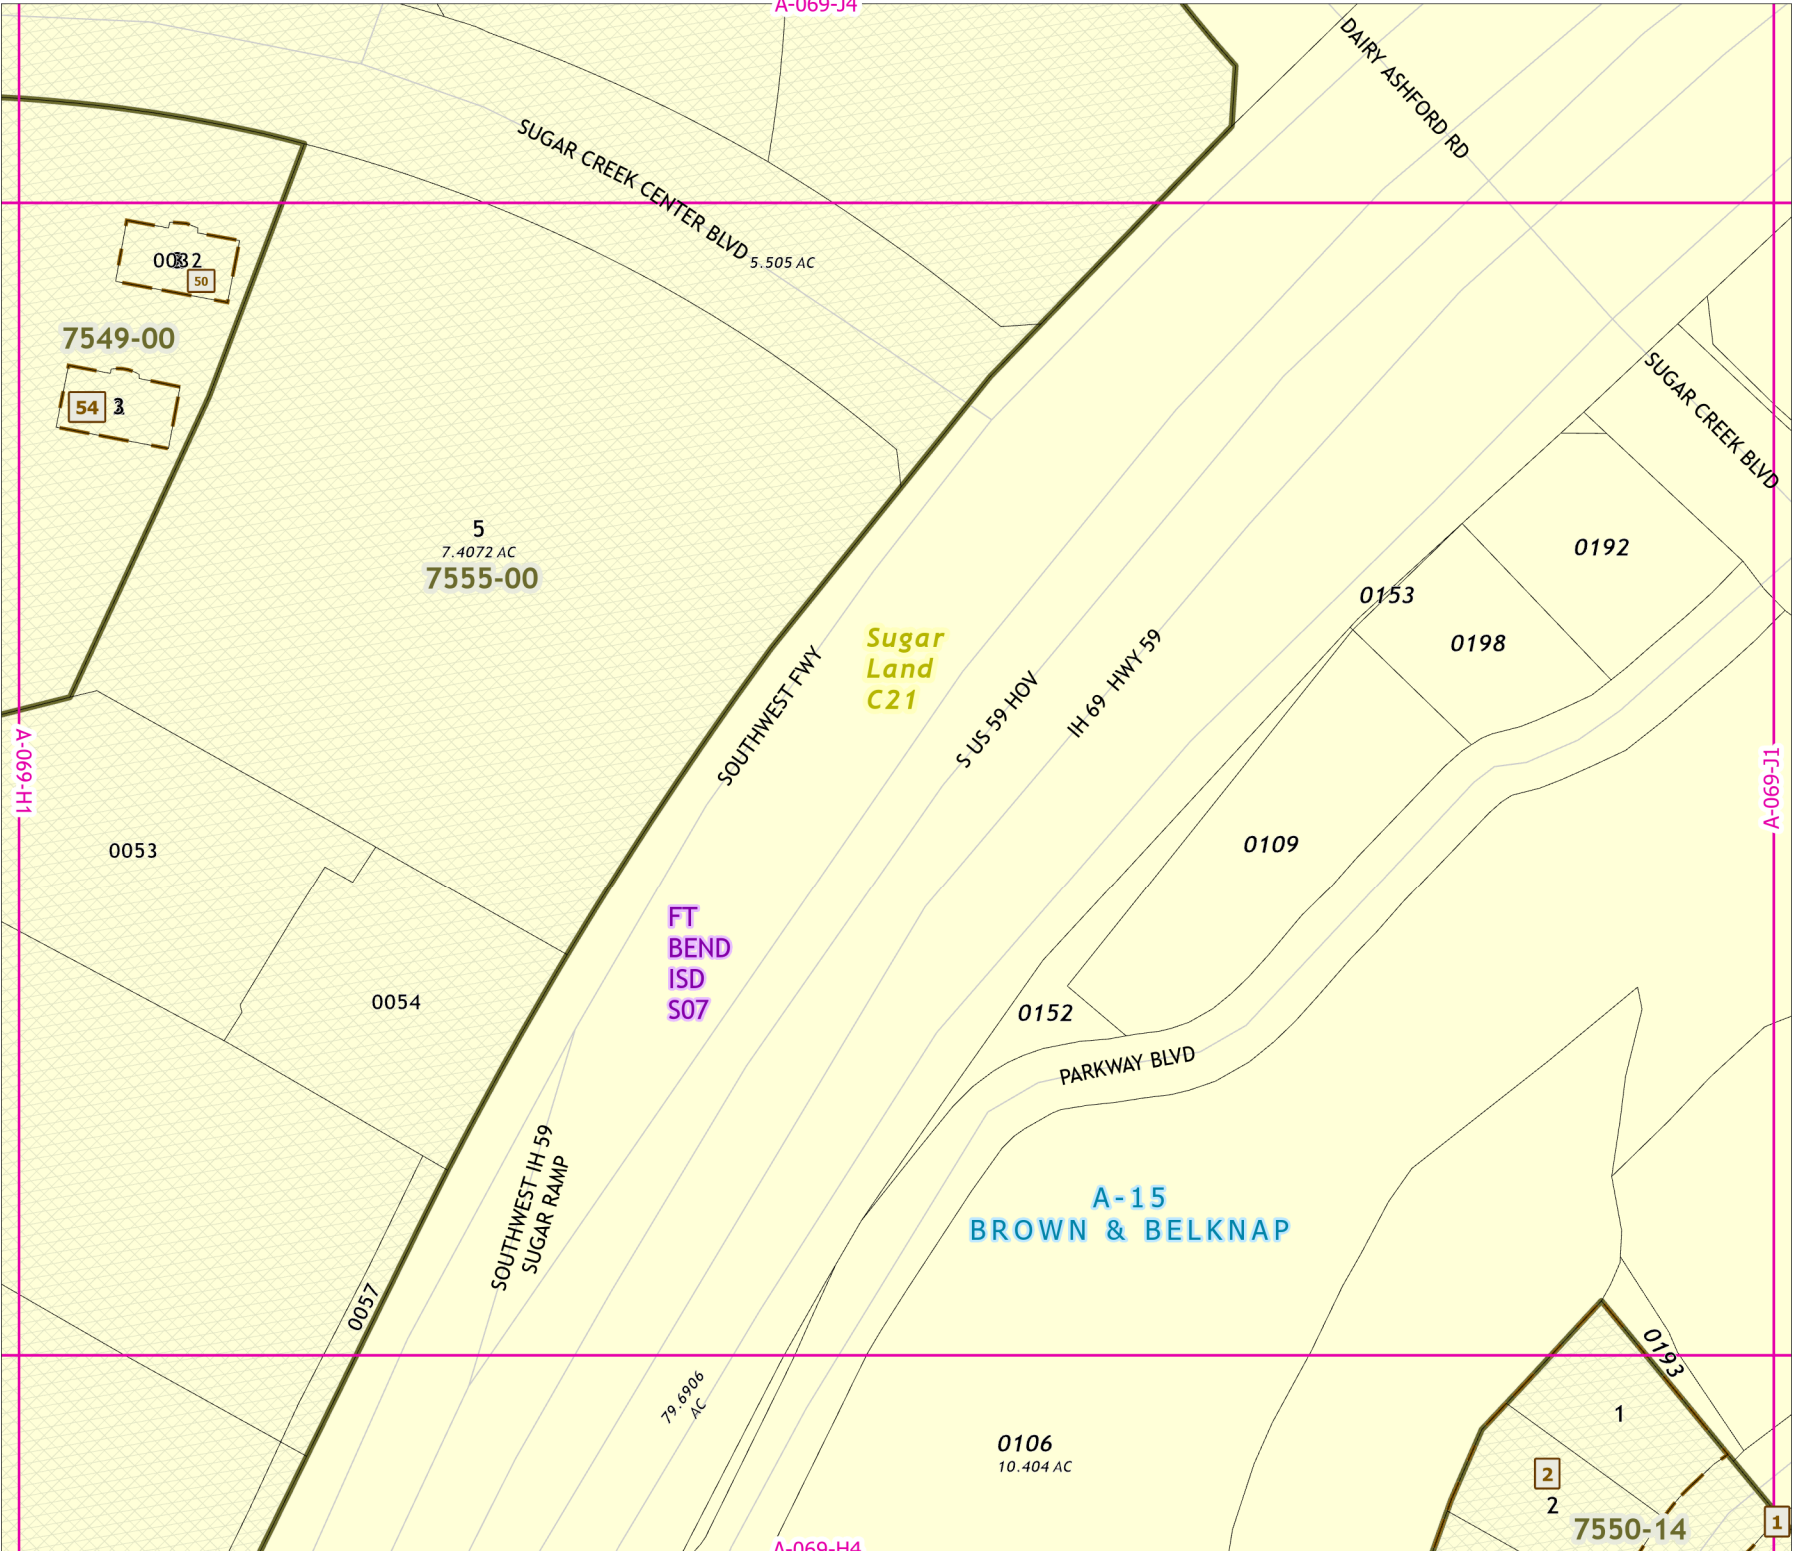 A-069-J4
DAIRY ASHFORD RD
SUGAR CREEK CENTER BLVD
5.505 AC
50
7549-00
54
SUGAR CREEK BLVD
5
7.4072 AC
7555-00
0192
0153
0198
Sugar
Land
C21
SOUTHWEST FWY
S US 59 HOV
IH 69 HWY 59
A-069-H1
A-069-J1
0053
0109
FT
BEND
ISD
S07
0054
0152
PARKWAY BLVD
SOUTHWEST IH 59
SUGAR RAMP
A-15
BROWN & BELKNAP
0057
0193
79.6906
AC
1
0106
10.404 AC
2
2
7550-14
1
A-069-H4